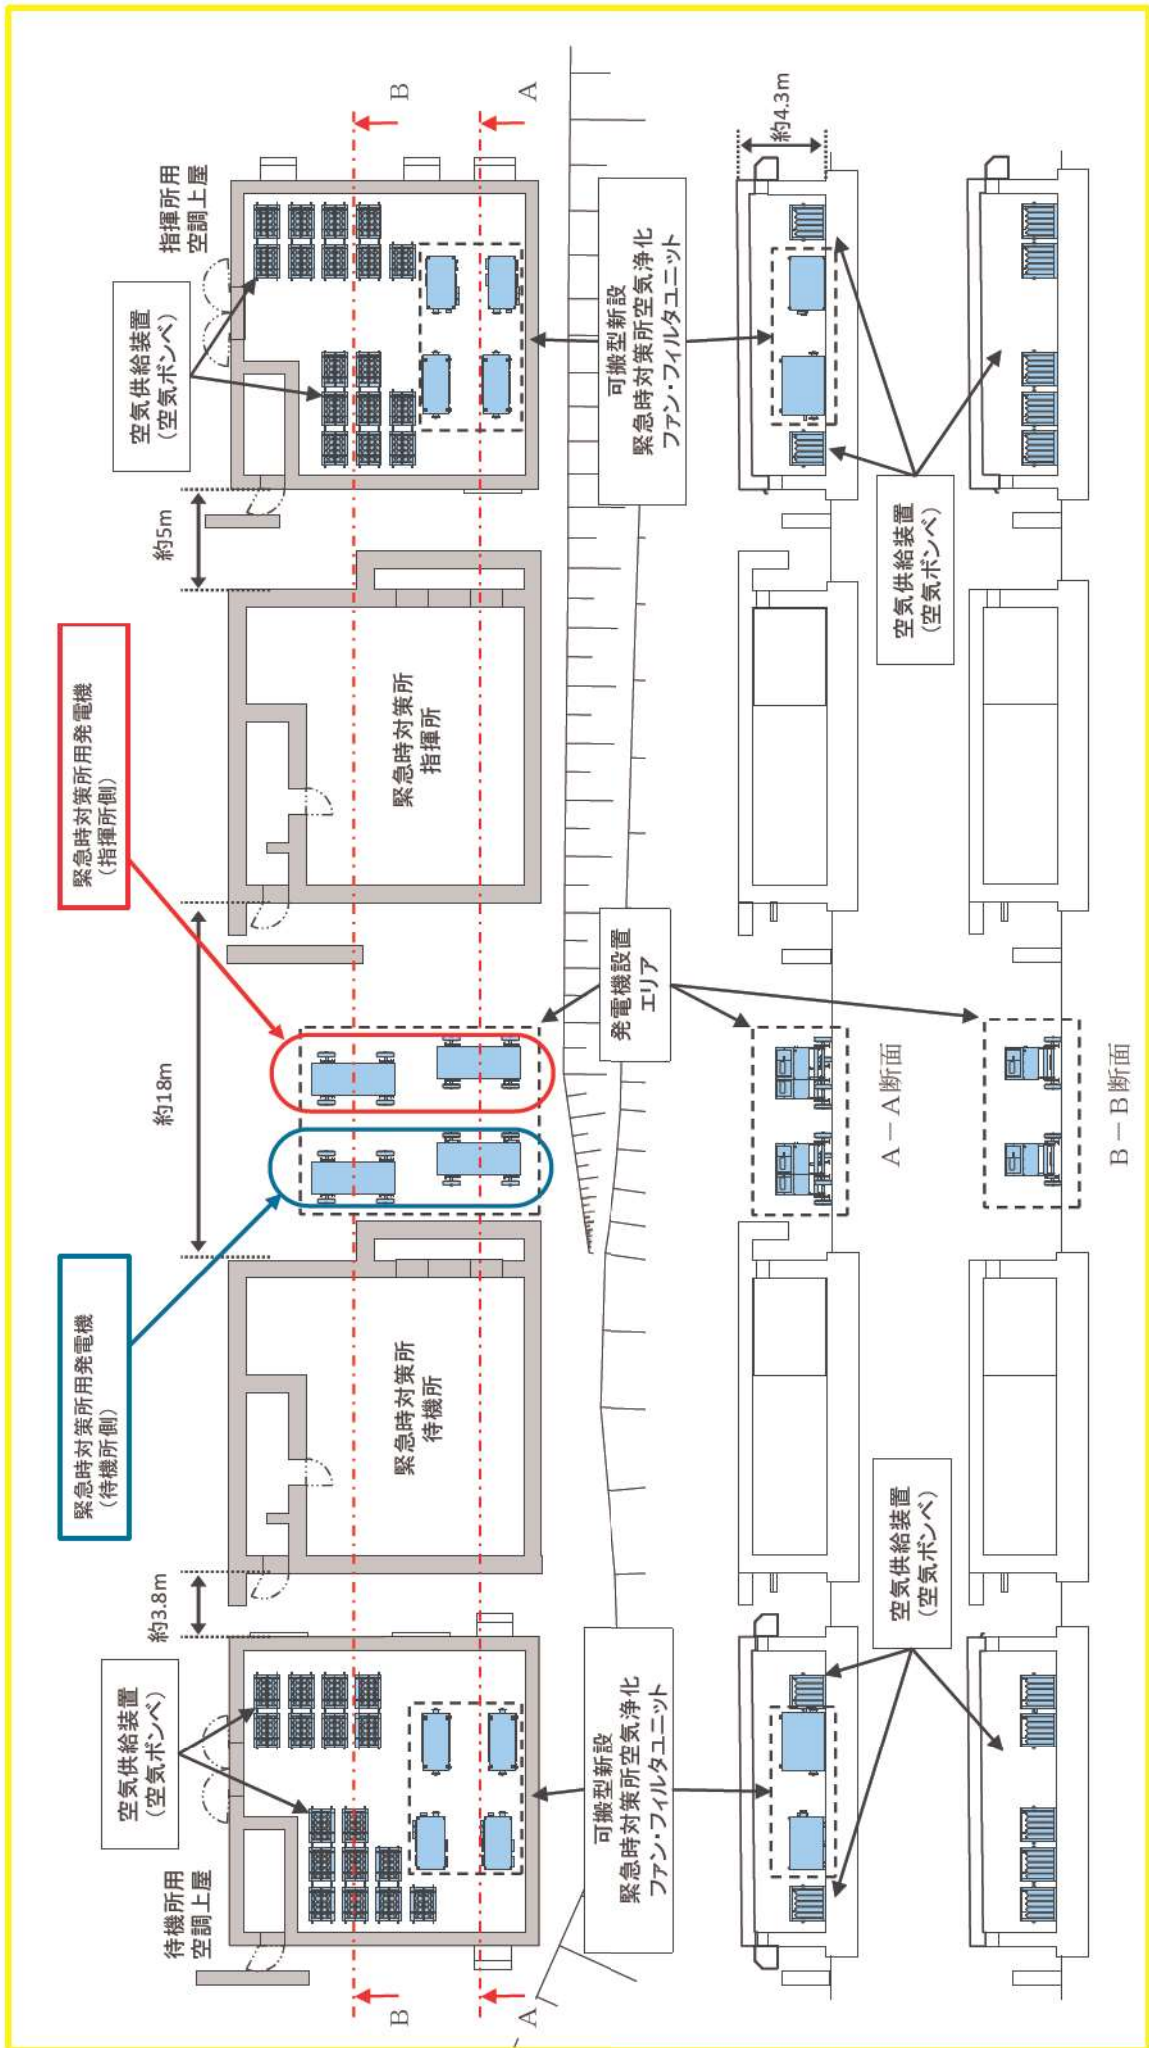 緊急時対策所用発電機
(待機所側)
緊急時対策所用発電機
(指揮所側)
待機所用
空調上屋
空気供給装置
(空気ボンベ)
約3.8m
約18m
約5m
空気供給装置
(空気ボンベ)
指揮所用
空調上屋
緊急時対策所
待機所
緊急時対策所
指揮所
B
B
A
A
可搬型新設
緊急時対策所空気浄化
ファン・フィルタユニット
発電機設置
エリア
可搬型新設
緊急時対策所空気浄化
ファン・フィルタユニット
約4.3m
空気供給装置
(空気ボンベ)
A-A断面
空気供給装置
(空気ボンベ)
B-B断面